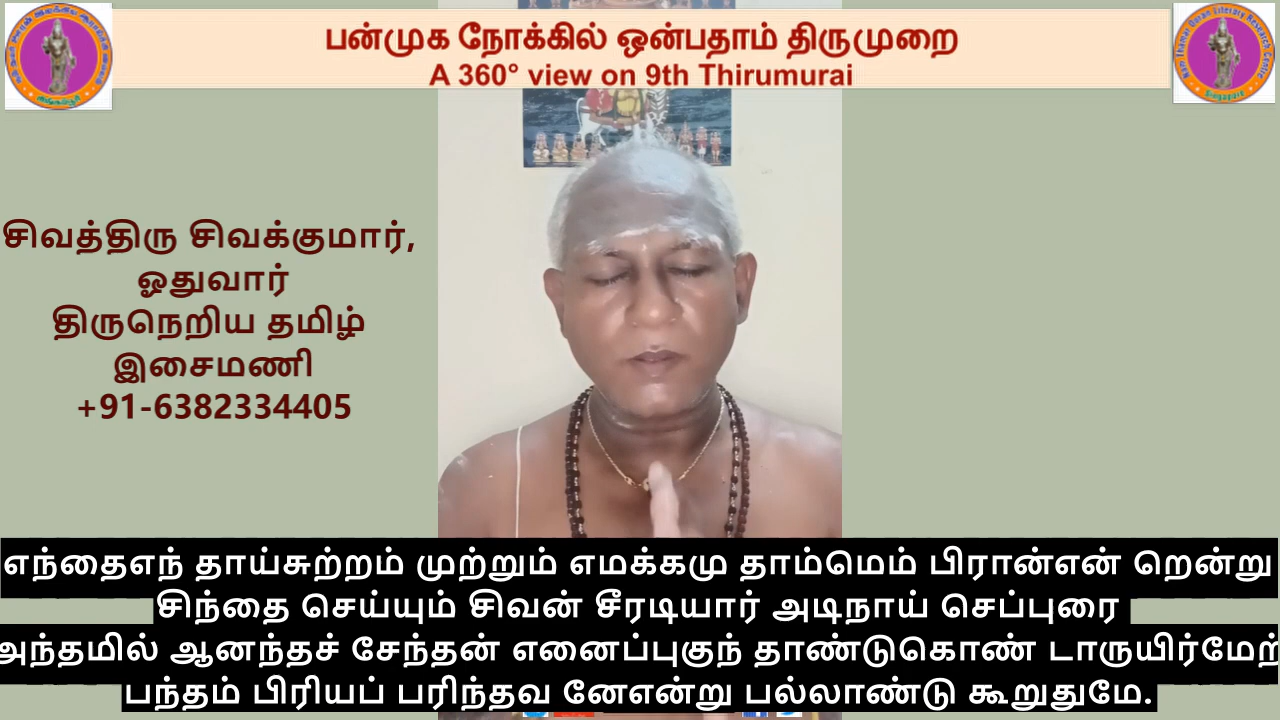 பன்முக நோக்கில் ஒன்பதாம் திருமுறை
A 360° view on 9th Thirumurai
சிவத்திரு சிவக்குமார்,
ஓதுவார்
திருநெறிய தமிழ்
இசைமணி
+91-6382334405
எந்தைஎந் தாய்சுற்றம் முற்றும் எமக்கமு தாம்மெம் பிரான்என் றென்று
சிந்தை செய்யும் சிவன் சீரடியார் அடிநாய் செப்புரை
அந்தமில் ஆனந்தச் சேந்தன் எனைப்புகுந் தாண்டுகொண் டாருயிர்மேற்
பந்தம் பிரியப் பரிந்தவ னேஎன்று பல்லாண்டு கூறுதுமே.